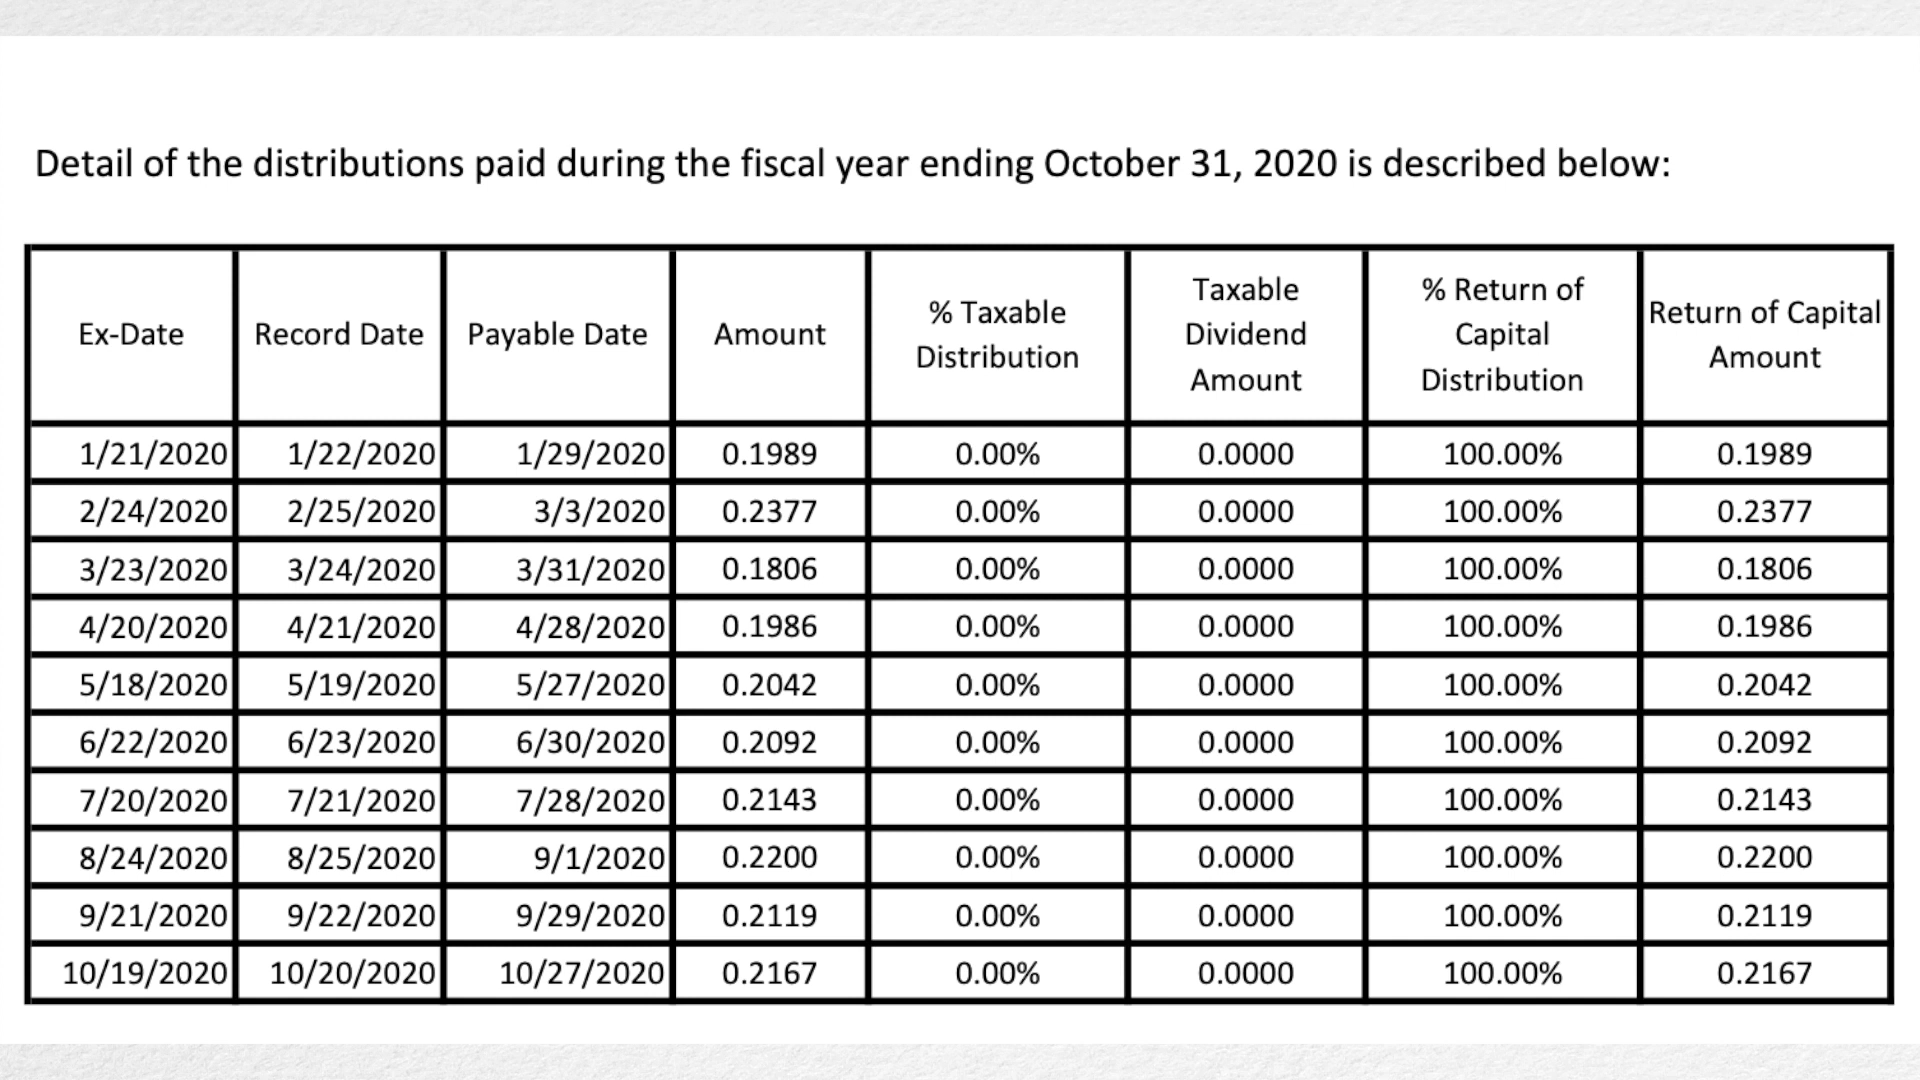 Detail of the distributions paid during the fiscal year ending October 31, 2020 is described below:
Ex-Date Record Date Payable Date Amount % Taxable Distribution Taxable Dividend Amount % Return of Capital Distribution Return of Capital Amount
1/21/2020 1/22/2020 1/29/2020 0.1989 0.00% 0.0000 100.00% 0.1989
2/24/2020 2/25/2020 3/3/2020 0.2377 0.00% 0.0000 100.00% 0.2377
3/23/2020 3/24/2020 3/31/2020 0.1806 0.00% 0.0000 100.00% 0.1806
4/20/2020 4/21/2020 4/28/2020 0.1986 0.00% 0.0000 100.00% 0.1986
5/18/2020 5/19/2020 5/27/2020 0.2042 0.00% 0.0000 100.00% 0.2042
6/22/2020 6/23/2020 6/30/2020 0.2092 0.00% 0.0000 100.00% 0.2092
7/20/2020 7/21/2020 7/28/2020 0.2143 0.00% 0.0000 100.00% 0.2143
8/24/2020 8/25/2020 9/1/2020 0.2200 0.00% 0.0000 100.00% 0.2200
9/21/2020 9/22/2020 9/29/2020 0.2119 0.00% 0.0000 100.00% 0.2119
10/19/2020 10/20/2020 10/27/2020 0.2167 0.00% 0.0000 100.00% 0.2167